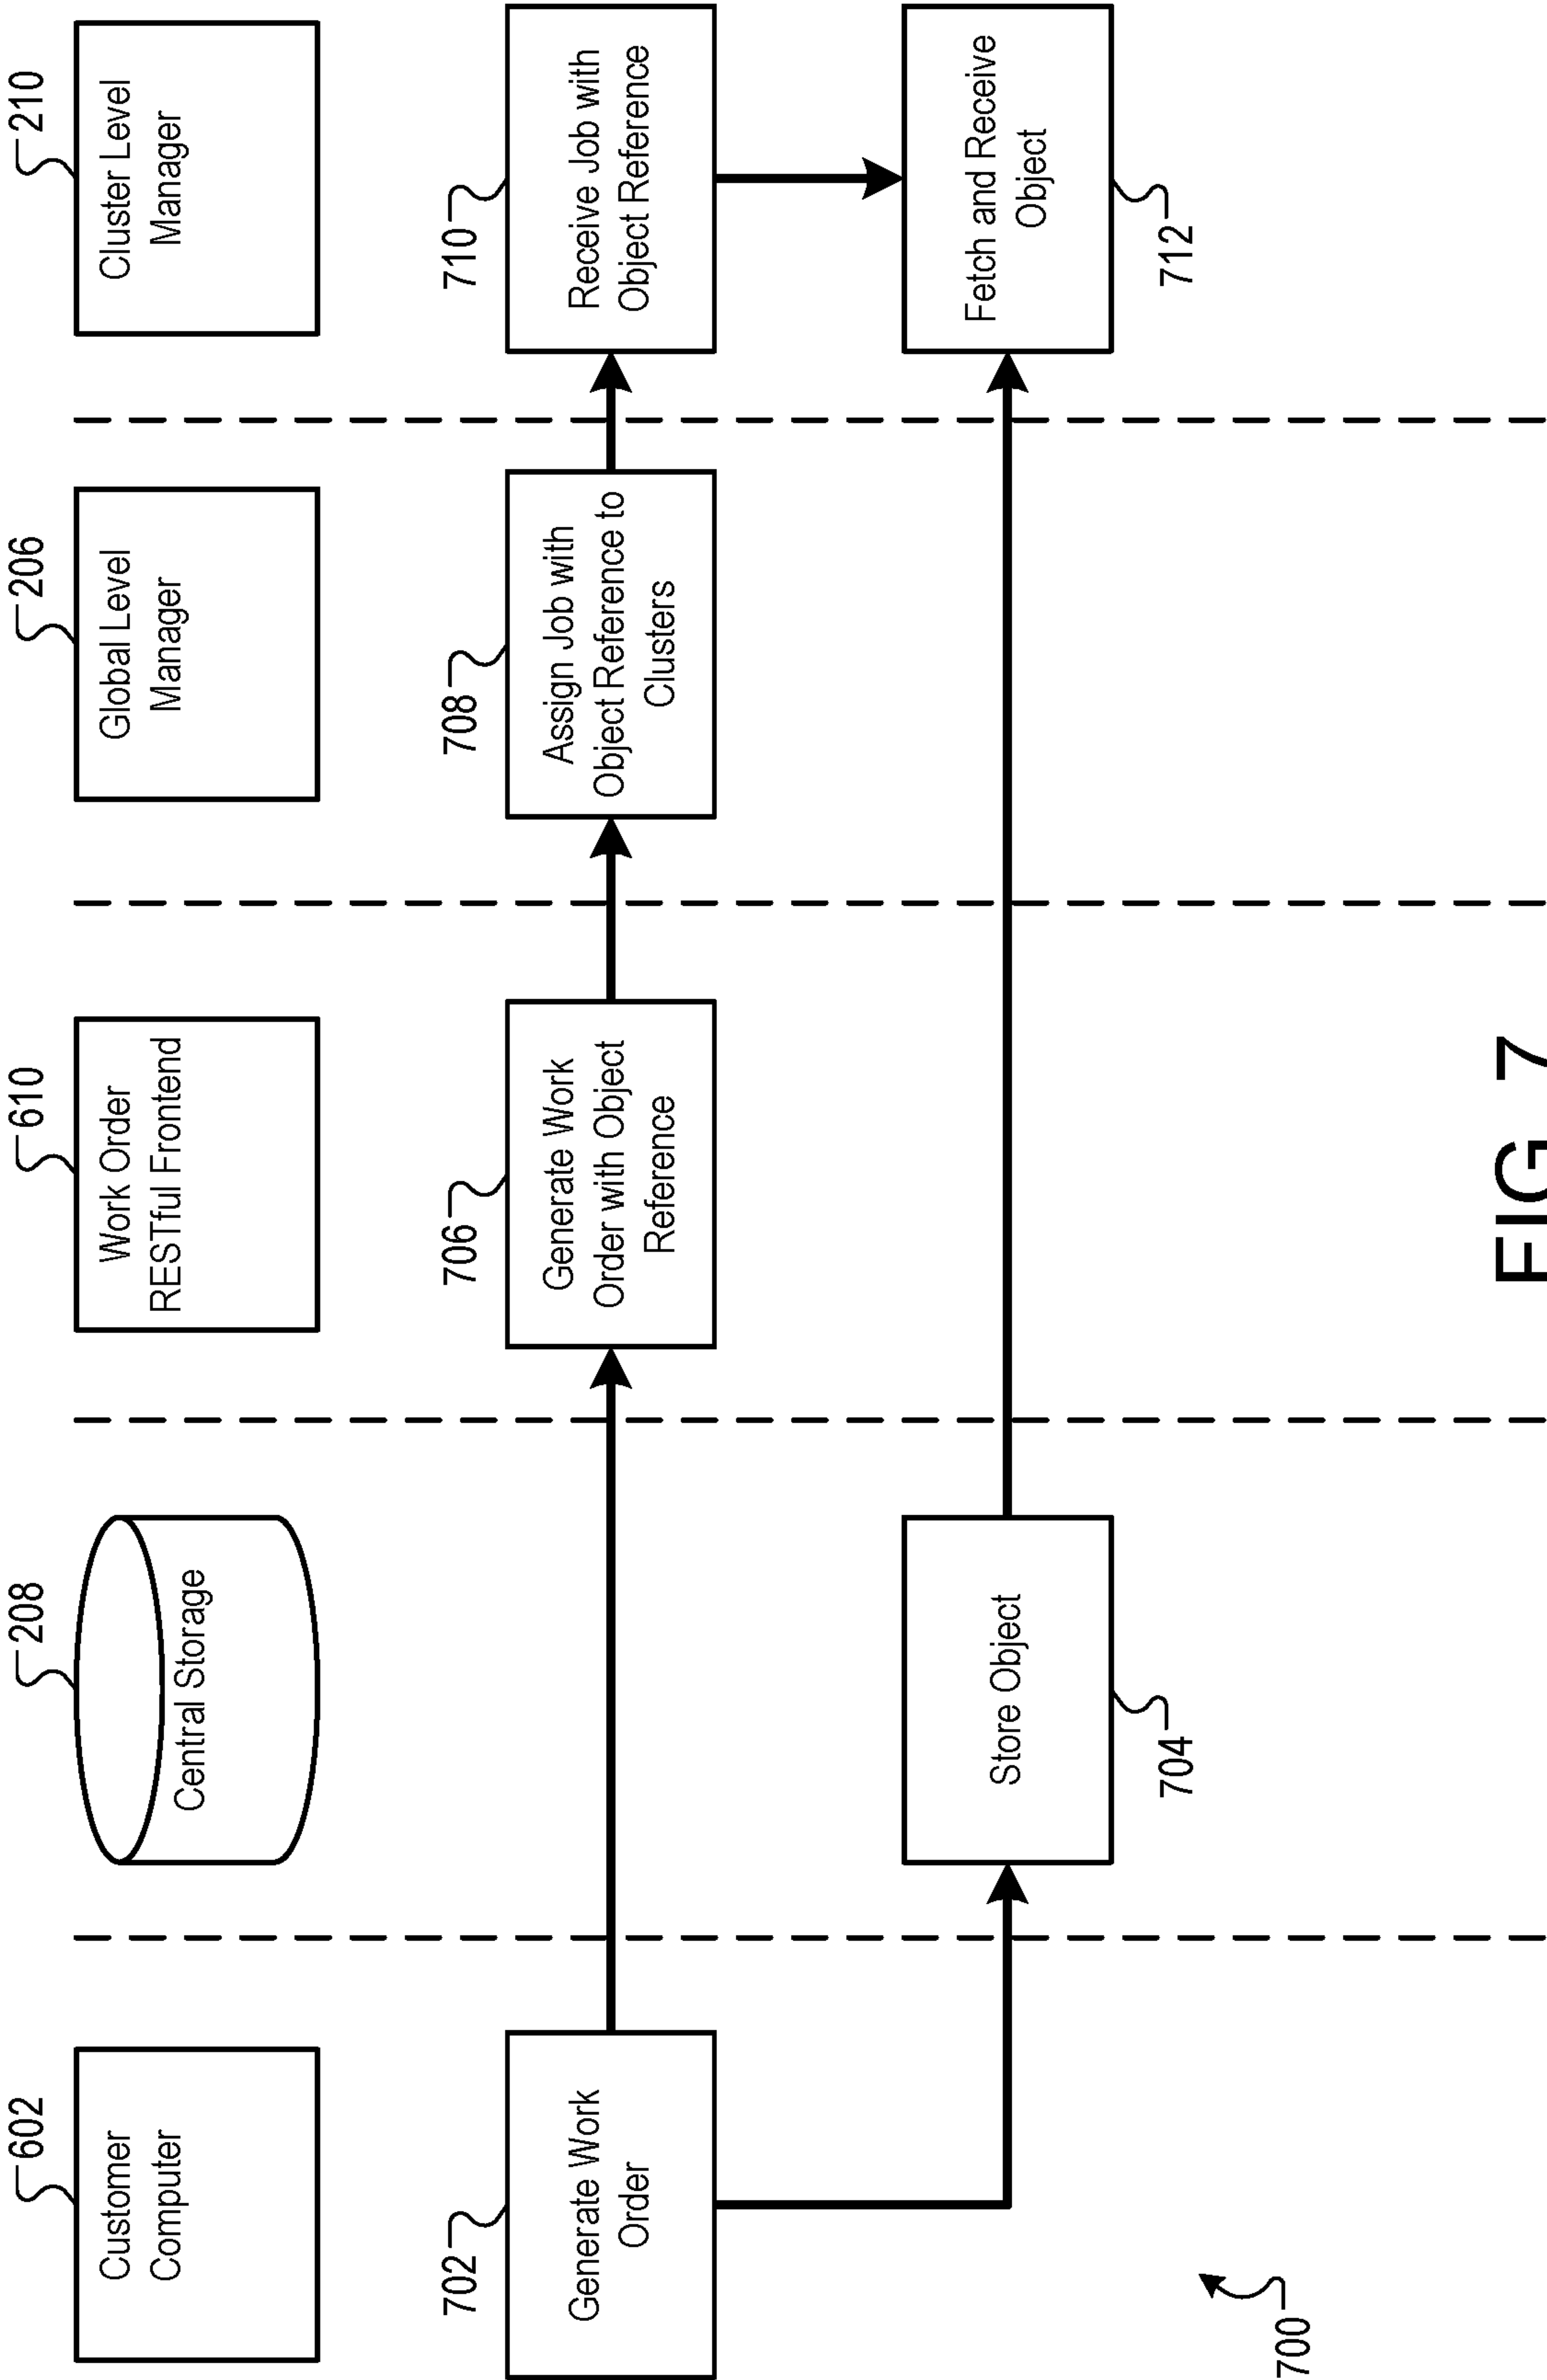 602
Customer
Computer
208
Central Storage
610
Work Order
RESTful Frontend
206
Global Level
Manager
210
Cluster Level
Manager
702
Generate Work
Order
706
Generate Work
Order with Object
Reference
708
Assign Job with
Object Reference to
Clusters
710
Receive Job with
Object Reference
Store Object
704
Fetch and Receive
Object
712
700
FIG. 7